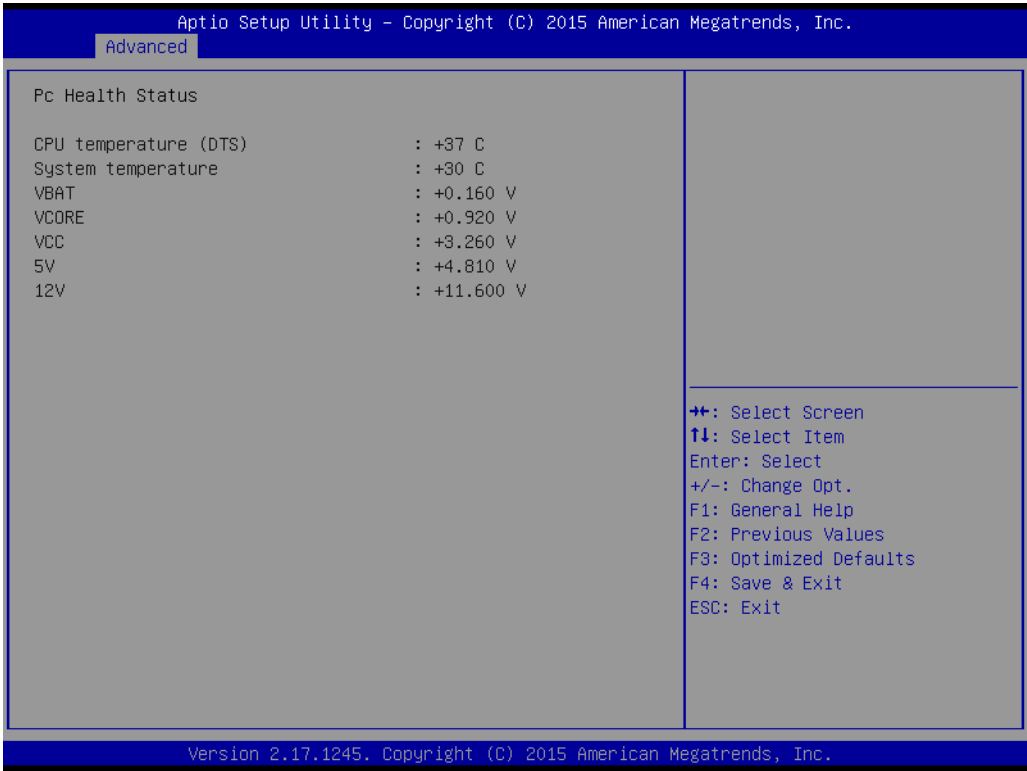 Aptio Setup Utility – Copyright (C) 2015 American Megatrends, Inc.
Advanced
Pc Health Status
CPU temperature (DTS) : +37 C
System temperature : +30 C
VBAT : +0.160 V
VCORE : +0.920 V
VCC : +3.260 V
5V : +4.810 V
12V : +11.600 V
→←: Select Screen
↑↓: Select Item
Enter: Select
+/-: Change Opt.
F1: General Help
F2: Previous Values
F3: Optimized Defaults
F4: Save & Exit
ESC: Exit
Version 2.17.1245. Copyright (C) 2015 American Megatrends, Inc.